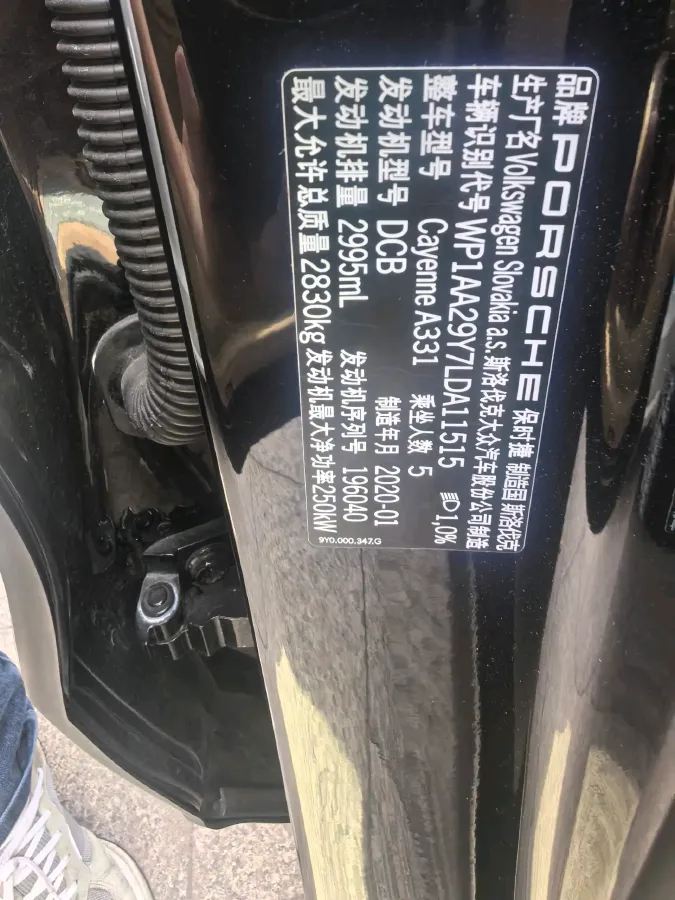 品牌 PORSCHE 保时捷 制造国 斯洛伐克
生产厂名 Volkswagen Slovakia a.s. 斯洛伐克大众汽车股份公司制造
车辆识别代号 WP1AA29Y7LDA11515 1,0%
整车型号 Cayenne A331 乘坐人数 5
发动机型号 DCB 制造年月 2020-01
发动机排量 2995mL 发动机序列号 196040
最大允许总质量 2830kg 发动机最大净功率 250kW
9Y0.000.347.G